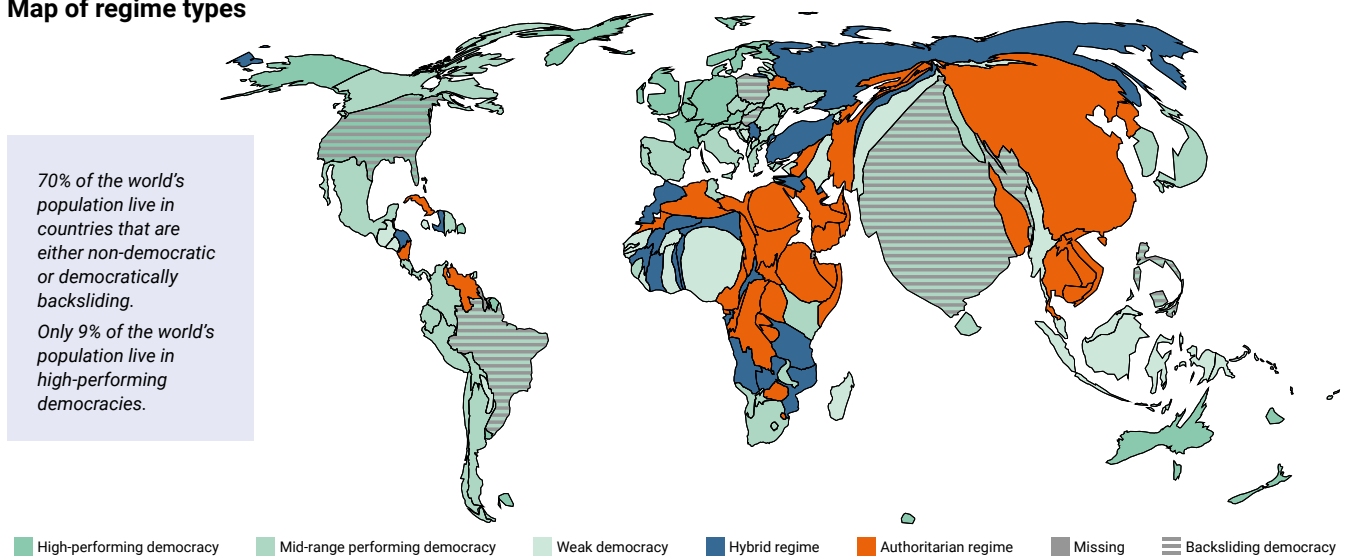 Map of regime types
70% of the world's
population live in
countries that are
either non-democratic
or democratically
backsliding.
Only 9% of the world's
population live in
high-performing
democracies.
High-performing democracy
Mid-range performing democracy
Weak democracy
Hybrid regime
Authoritarian regime
Missing
Backsliding democracy